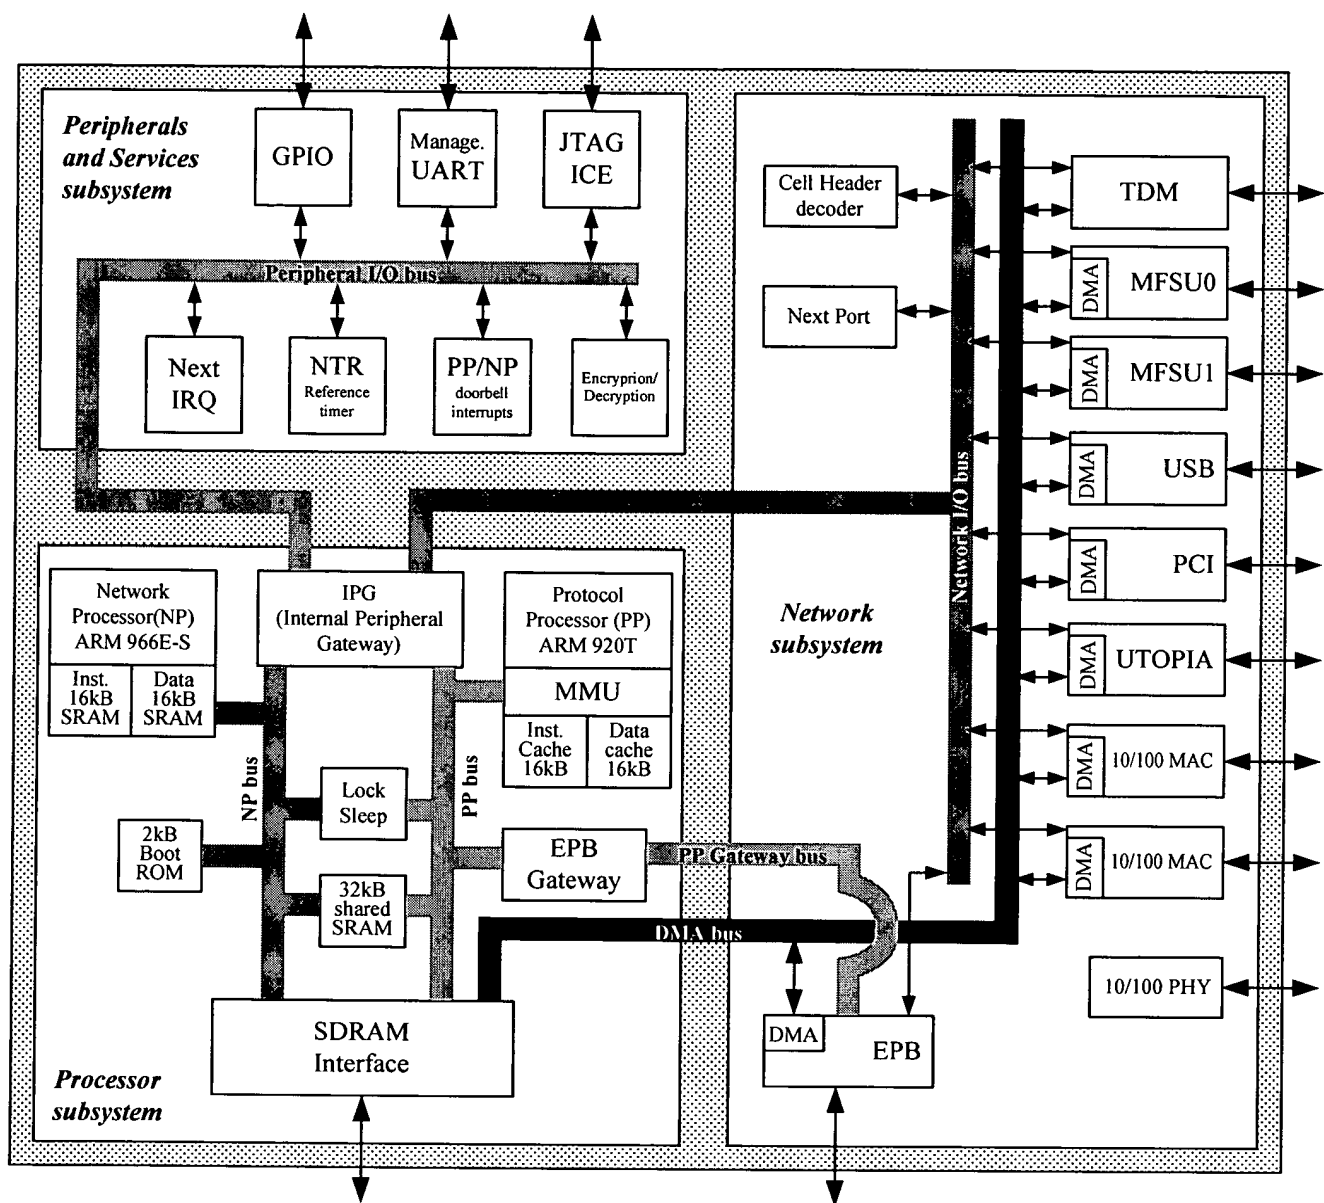 Peripherals
and Services
subsystem
GPIO
Manage.
UART
JTAG
ICE
Peripheral I/O bus
Next
IRQ
NTR
Reference
timer
PP/NP
doorbell
interrupts
Encryprion/
Decryption
Cell Header
decoder
Next Port
Network I/O bus
Network
subsystem
TDM
DMA
MFSU0
DMA
MFSU1
DMA
USB
DMA
PCI
DMA
UTOPIA
DMA
10/100 MAC
DMA
10/100 MAC
10/100 PHY
Network
Processor(NP)
ARM 966E-S
Inst.
16kB
SRAM
Data
16kB
SRAM
IPG
(Internal Peripheral
Gateway)
Protocol
Processor (PP)
ARM 920T
MMU
Inst.
Cache
16kB
Data
cache
16kB
NP bus
PP bus
Lock
Sleep
2kB
Boot
ROM
32kB
shared
SRAM
EPB
Gateway
PP Gateway bus
DMA bus
SDRAM
Interface
Processor
subsystem
DMA
EPB